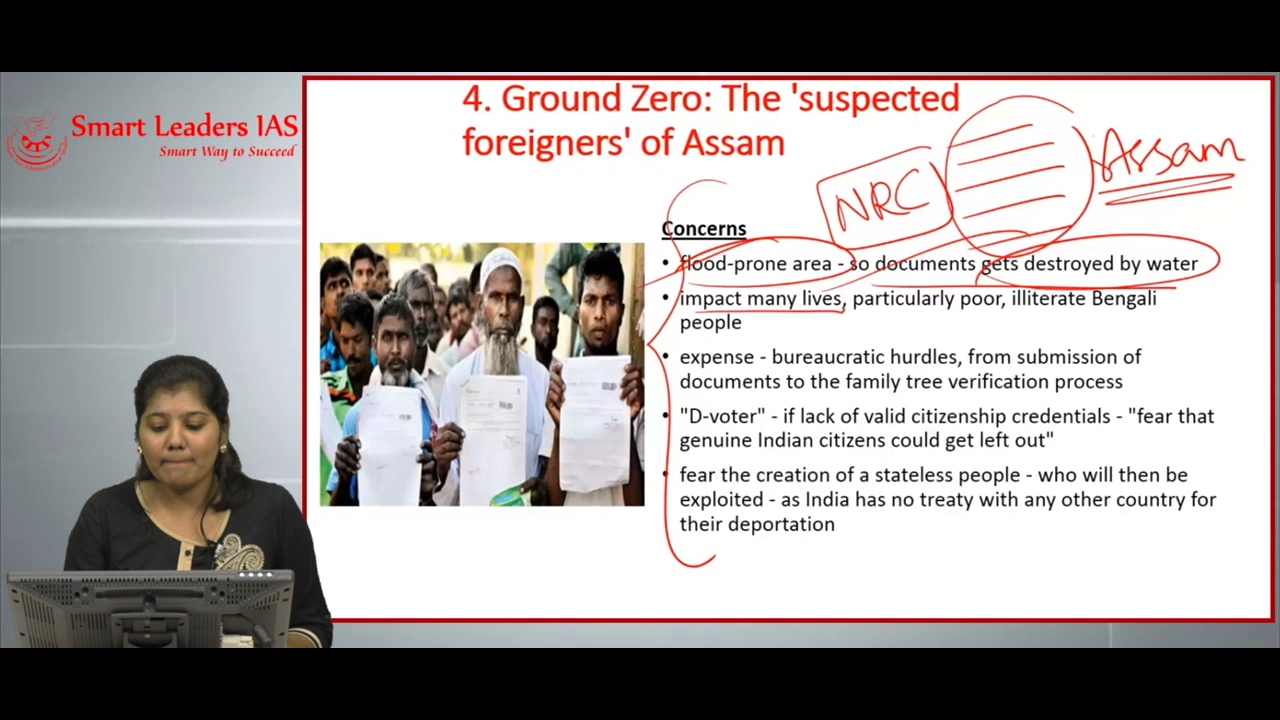 Smart Leaders IAS
Smart Way to Succeed
4. Ground Zero: The 'suspected
foreigners' of Assam
NRC
Assam
Concerns
• flood-prone area - so documents gets destroyed by water
• impact many lives, particularly poor, illiterate Bengali
people
• expense - bureaucratic hurdles, from submission of
documents to the family tree verification process
• "D-voter" - if lack of valid citizenship credentials - "fear that
genuine Indian citizens could get left out"
• fear the creation of a stateless people - who will then be
exploited - as India has no treaty with any other country for
their deportation